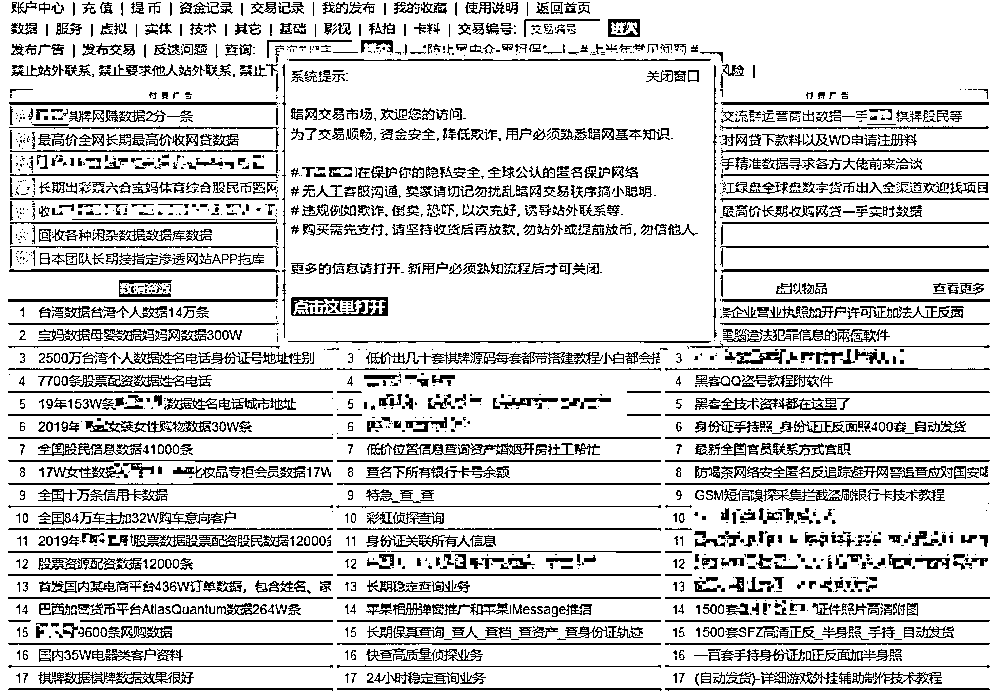 账户中心 | 充值 | 提币 | 资金记录 | 交易记录 | 我的发布 | 我的收藏 | 使用说明 | 返回首页
数据 | 服务 | 虚拟 | 实体 | 技术 | 其它 | 基础 | 影视 | 私拍 | 卡料 | 交易编号: 交易编号 进入
发布广告 | 发布交易 | 反馈问题 | 查询:
禁止站外联系, 禁止要求他人站外联系, 禁止下 风险 |
系统提示: 关闭窗口
暗网交易市场, 欢迎您的访问.
为了交易顺畅, 资金安全, 降低欺诈, 用户必须熟悉暗网基本知识.
在保护你的隐私安全, 全球公认的匿名保护网络
# 无人工客服沟通, 卖家请切记勿扰乱暗网交易秩序搞小聪明.
# 违规例如欺诈, 倒卖, 恐吓, 以次充好, 诱导站外联系等.
# 购买需先支付, 请坚持收货后再放款, 勿站外或提前放币, 勿信他人.
更多的信息请打开. 新用户必须熟知流程后才可关闭.
点击这里打开
付费广告
棋牌网赚数据2分一条
最高价全网长期最高价收网贷数据
长期出彩票六合宝妈体育综合股民币圈网
收
回收各种闲杂数据数据库数据
日本团队长期接指定渗透网站APP拖库
付费广告
交流群运营商出数据一手 棋牌股民等
时网贷下款料以及WD申请注册料
手精准数据寻求各方大佬前来洽谈
红绿盘全球盘数字货币出入金渠道欢迎找项目
最高价长期收购网贷一手实时数据
数据资源
1 台湾数据台湾个人数据14万条
2 宝妈数据母婴数据妈妈网数据300W
3 2500万台湾个人数据姓名电话身份证号地址性别
4 7700条股票配资数据姓名电话
5 19年153W条 数据姓名电话城市地址
6 2019年 女装女性购物数据30W条
7 全国股民信息数据41000条
8 17W女性数据 化妆品专柜会员数据17W
9 全国十万条信用卡数据
10 全国84万车主加32W购车意向客户
11 2019年 股票数据股票配资股民数据12000条
12 股票资源配资数据12000条
13 首发国内某电商平台436W订单数据，包含姓名、家
14 巴西加密货币平台AtlasQuantum数据264W条
15 9600条网购数据
16 国内35W电器类客户资料
17 棋牌数据棋牌数据效果很好
3 低价出几十套棋牌源码每套都带搭建教程小白都会搭
4
5
6
7 低价位置信息查询资产婚姻开房社工帮忙
8 查名下所有银行卡号余额
9 特急_查_查
10 彩虹侦探查询
11 身份证关联所有人信息
12
13 长期稳定查询业务
14 苹果相册弹窗推广和苹果iMessage推信
15 长期保真查询_查人_查档_查资产_查身份证轨迹
16 快查高质量侦探业务
17 24小时稳定查询业务
虚拟物品 查看更多
企业营业执照加开户许可证加法人正反面
电脑违法犯罪信息的两个软件
3
4 黑客QQ盗号教程附软件
5 黑客全技术资料都在这里了
6 身份证手持照_身份证正反面照400套_自动发货
7 最新全国官员联系方式官职
8 防喝茶网络安全匿名反追踪避开网警追查应对国安喝
9 GSM短信嗅探采集拦截盗刷银行卡技术教程
10
11
12
13
14 1500套 证件照片高清附图
15 1500套SFZ高清正反_半身照_手持_自动发货
16 一百套手持身份证加正反面加半身照
17 (自动发货)-详细游戏外挂辅助制作技术教程